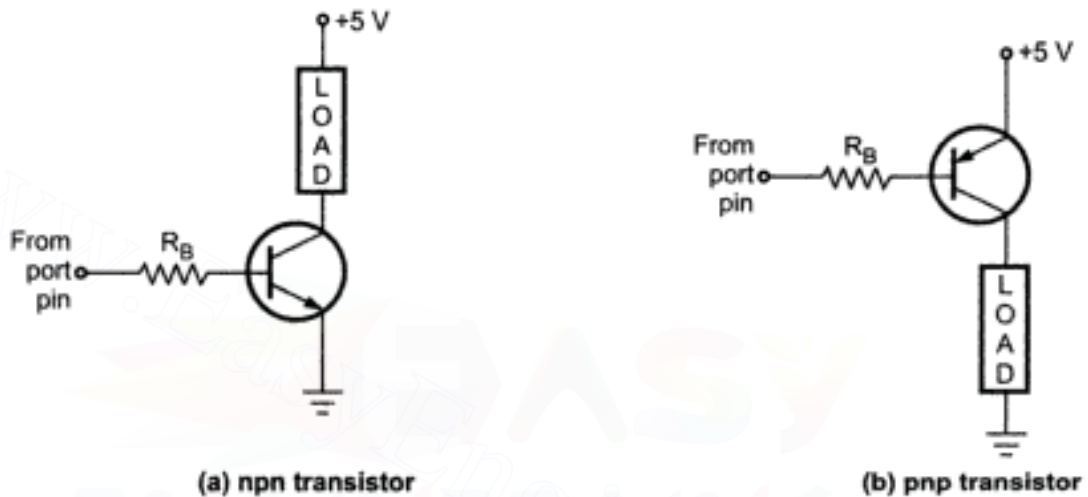 +5 V
LOAD
From
port
pin
RB
(a) npn transistor
+5 V
From
port
pin
RB
LOAD
(b) pnp transistor